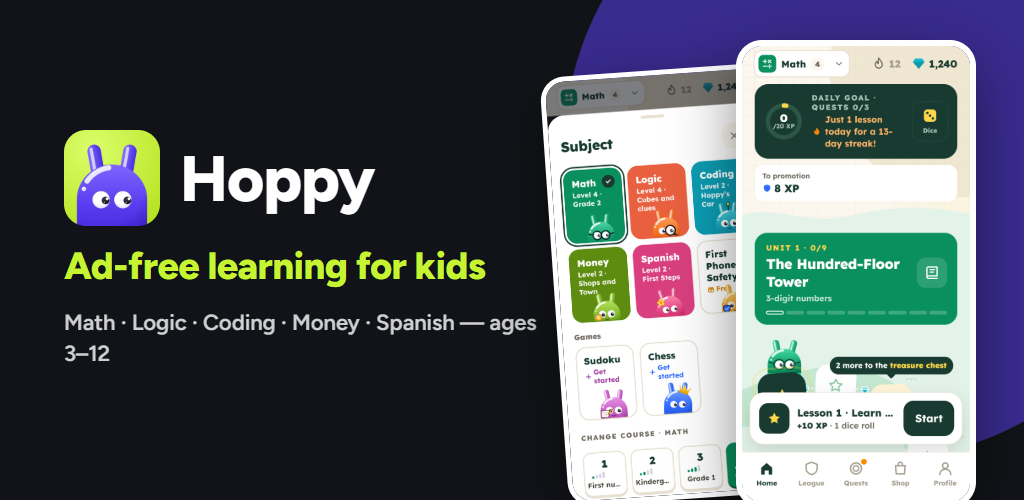 Hoppy
Ad-free learning for kids
Math · Logic · Coding · Money · Spanish — ages
3–12
Math 4
12
Subject
Math
Level 4 ·
Grade 2
Logic
Level 4 ·
Cubes and
clues
Coding
Level 2 ·
Hoppy's
Money
Level 2 ·
Shops and
Town
Spanish
Level 2 ·
First Steps
First
Phone
Safety
Games
Sudoku
+ Get
started
Chess
+ Get
started
CHANGE COURSE · MATH
1
First nu...
2
Kinderg...
3
Grade 1
Math 4
12
1,240
DAILY GOAL ·
QUESTS 0/3
0
/20 XP
Just 1 lesson
today for a 13-
day streak!
Dice
To promotion
8 XP
UNIT 1 · 0/9
The Hundred-Floor
Tower
3-digit numbers
2 more to the treasure chest
Lesson 1 · Learn ...
+10 XP · 1 dice roll
Start
Home
League
Quests
Shop
Profile